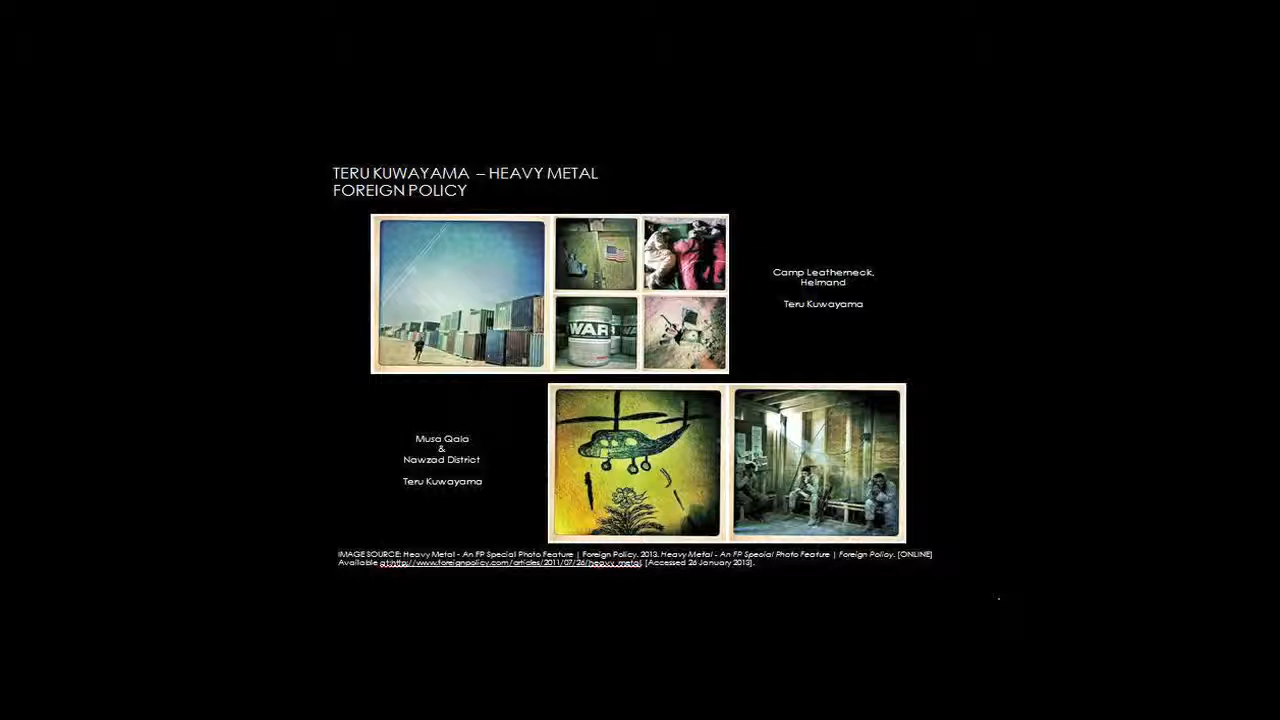 TERU KUWAYAMA – HEAVY METAL
FOREIGN POLICY
WAR
Camp Leatherneck,
Helmand
Teru Kuwayama
Musa Qala
&
Nawzad District
Teru Kuwayama
IMAGE SOURCE: Heavy Metal - An FP Special Photo Feature | Foreign Policy. 2013. Heavy Metal - An FP Special Photo Feature | Foreign Policy. [ONLINE]
Available at:http://www.foreignpolicy.com/articles/2011/07/26/heavy_metal. [Accessed 26 January 2013].